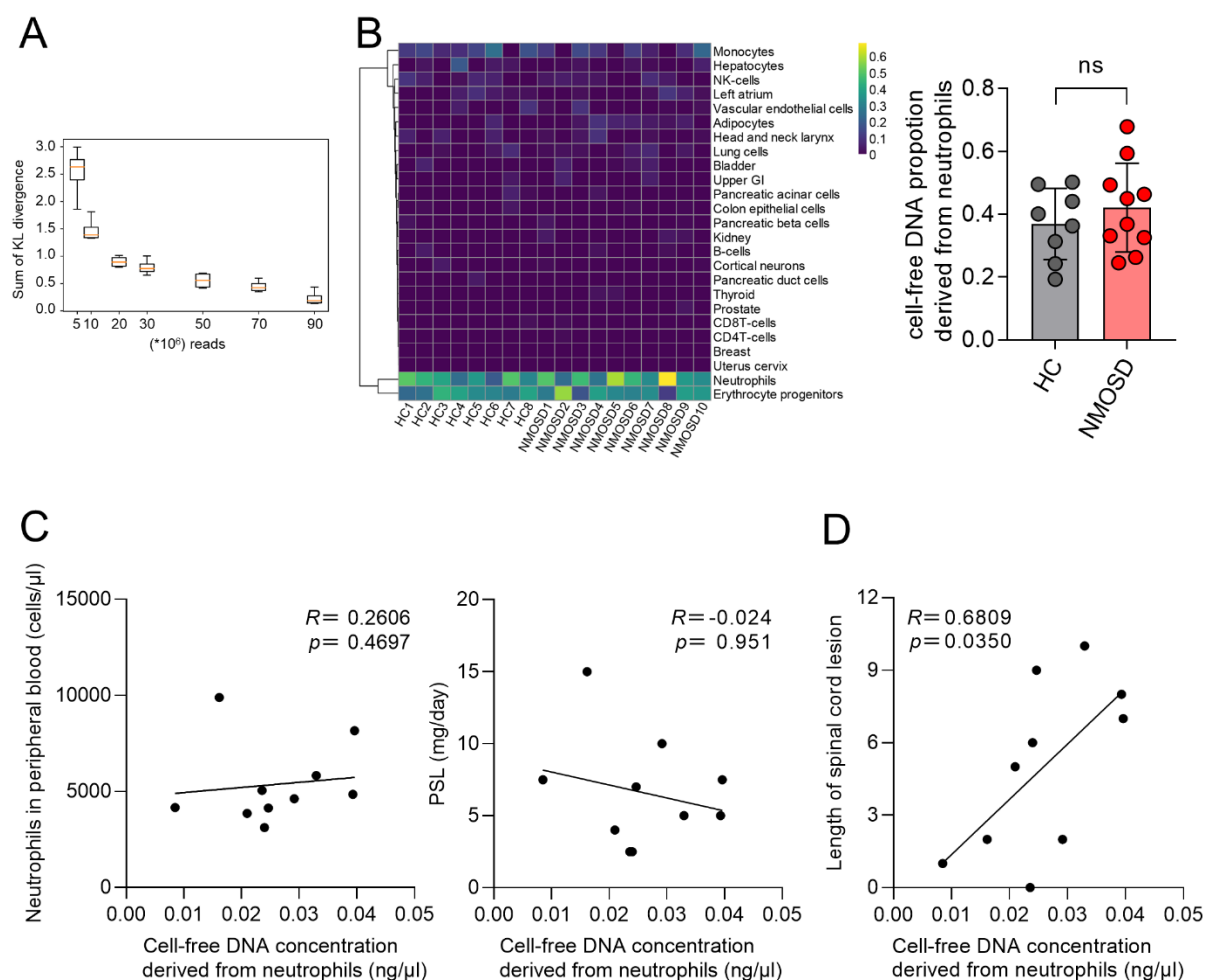 A
3.0
2.5
2.0
1.5
1.0
0.5
0.0
Sum of KL divergence
5 10 20 30 50 70 90
(*10⁶) reads
B
Monocytes
Hepatocytes
NK-cells
Left atrium
Vascular endothelial cells
Adipocytes
Head and neck larynx
Lung cells
Bladder
Upper GI
Pancreatic acinar cells
Colon epithelial cells
Pancreatic beta cells
Kidney
B-cells
Cortical neurons
Pancreatic duct cells
Thyroid
Prostate
CD8T-cells
CD4T-cells
Breast
Uterus cervix
Neutrophils
Erythrocyte progenitors
HC1 HC2 HC3 HC4 HC5 HC6 HC7 HC8 NMOSD1 NMOSD2 NMOSD3 NMOSD4 NMOSD5 NMOSD6 NMOSD7 NMOSD8 NMOSD9 NMOSD10
0.6
0.5
0.4
0.3
0.2
0.1
0
cell-free DNA propotion
derived from neutrophils
0.8
0.6
0.4
0.2
0.0
ns
HC NMOSD
C
Neutrophils in peripheral blood (cells/µl)
15000
10000
5000
0
R= 0.2606
p= 0.4697
0.00 0.01 0.02 0.03 0.04 0.05
Cell-free DNA concentration
derived from neutrophils (ng/µl)
PSL (mg/day)
20
15
10
5
0
R= -0.024
p= 0.951
0.00 0.01 0.02 0.03 0.04 0.05
Cell-free DNA concentration
derived from neutrophils (ng/µl)
D
Length of spinal cord lesion
12
9
6
3
0
R= 0.6809
p= 0.0350
0.00 0.01 0.02 0.03 0.04 0.05
Cell-free DNA concentration
derived from neutrophils (ng/µl)